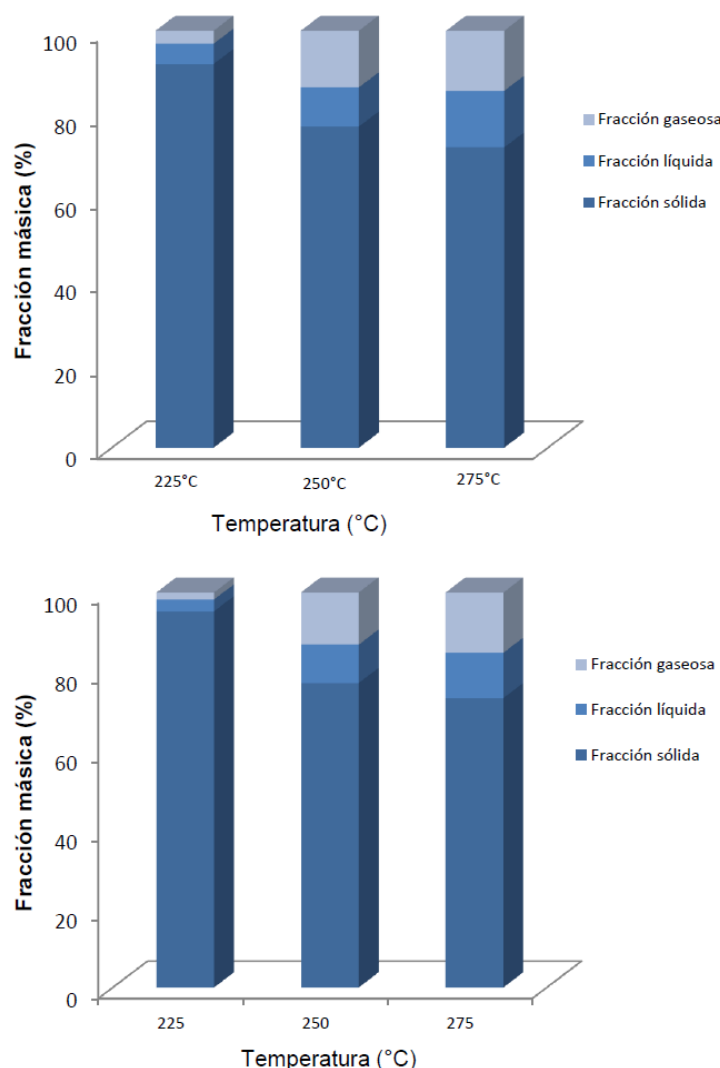 Fracción másica (%)
100
80
60
40
20
0
225°C
250°C
275°C
Temperatura (°C)
Fracción gaseosa
Fracción líquida
Fracción sólida
Fracción másica (%)
100
80
60
40
20
0
225
250
275
Temperatura (°C)
Fracción gaseosa
Fracción líquida
Fracción sólida